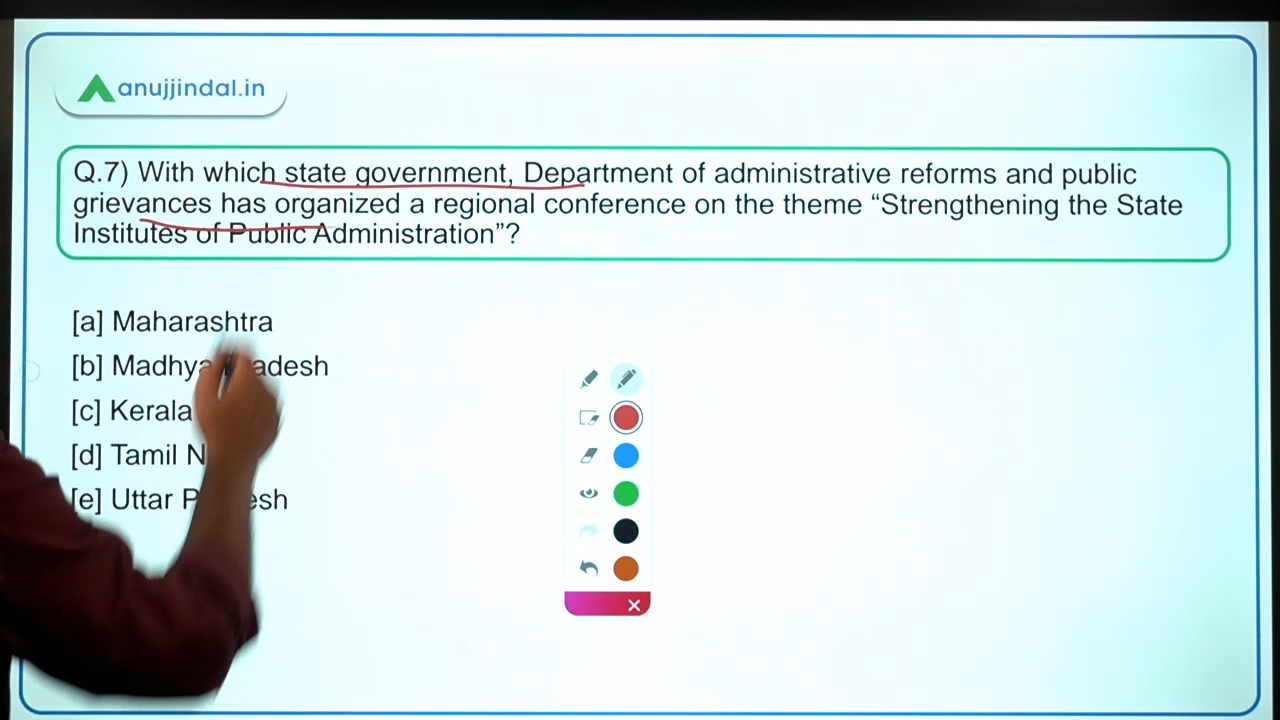 anujjindal.in
Q.7) With which state government, Department of administrative reforms and public
grievances has organized a regional conference on the theme “Strengthening the State
Institutes of Public Administration”?
[a] Maharashtra
[b] Madhya Pradesh
[c] Kerala
[d] Tamil
[e] Uttar